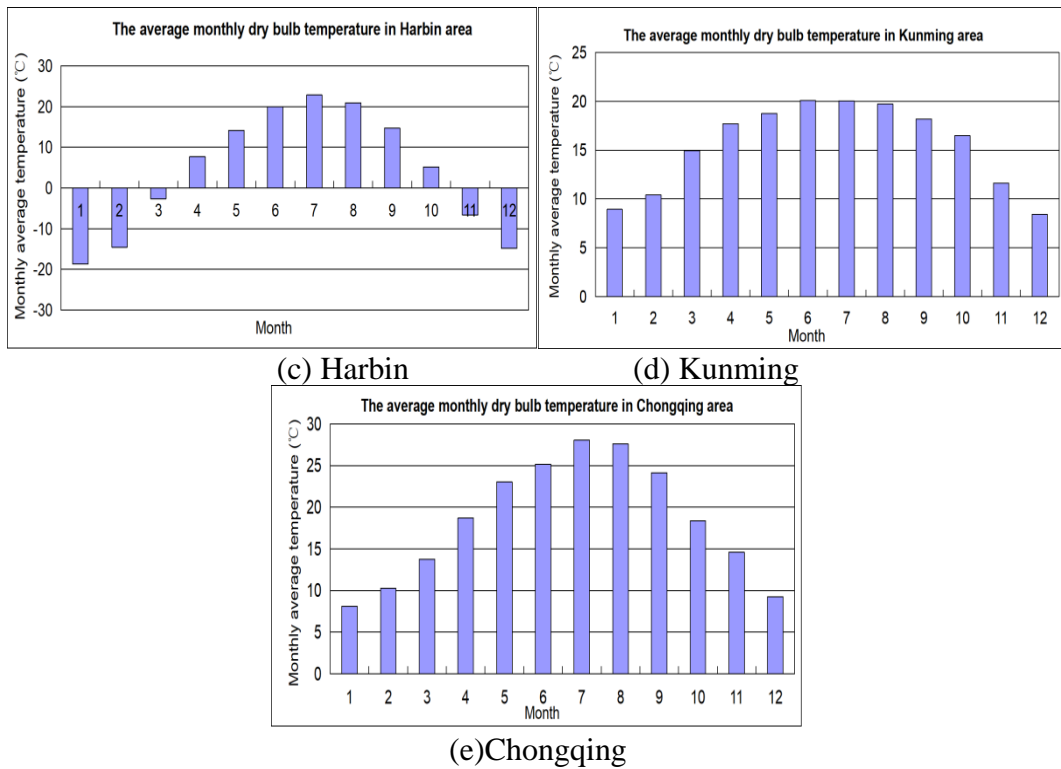 The average monthly dry bulb temperature in Harbin area
Monthly average temperature (℃)
30
20
10
0
-10
-20
-30
1 2 3 4 5 6 7 8 9 10 11 12
Month
(c) Harbin
The average monthly dry bulb temperature in Kunming area
Monthly average temperature (℃)
25
20
15
10
5
0
1 2 3 4 5 6 7 8 9 10 11 12
Month
(d) Kunming
The average monthly dry bulb temperature in Chongqing area
Monthly average temperature (℃)
30
25
20
15
10
5
0
1 2 3 4 5 6 7 8 9 10 11 12
Month
(e)Chongqing